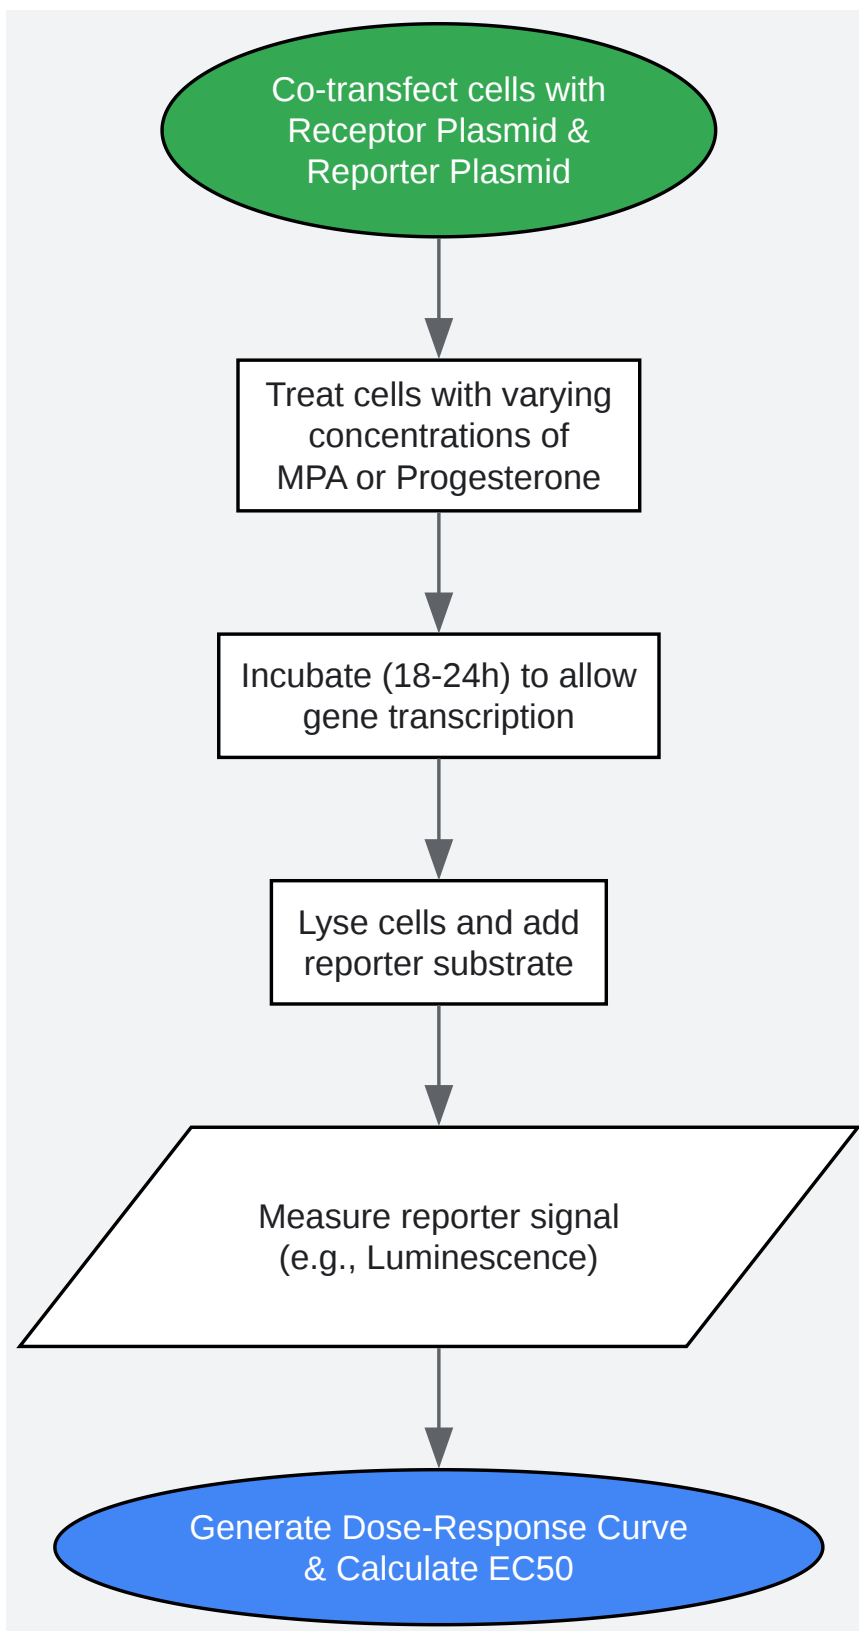 Co-transfect cells with
Receptor Plasmid &
Reporter Plasmid
Treat cells with varying
concentrations of
MPA or Progesterone
Incubate (18-24h) to allow
gene transcription
Lyse cells and add
reporter substrate
Measure reporter signal
(e.g., Luminescence)
Generate Dose-Response Curve
& Calculate EC50